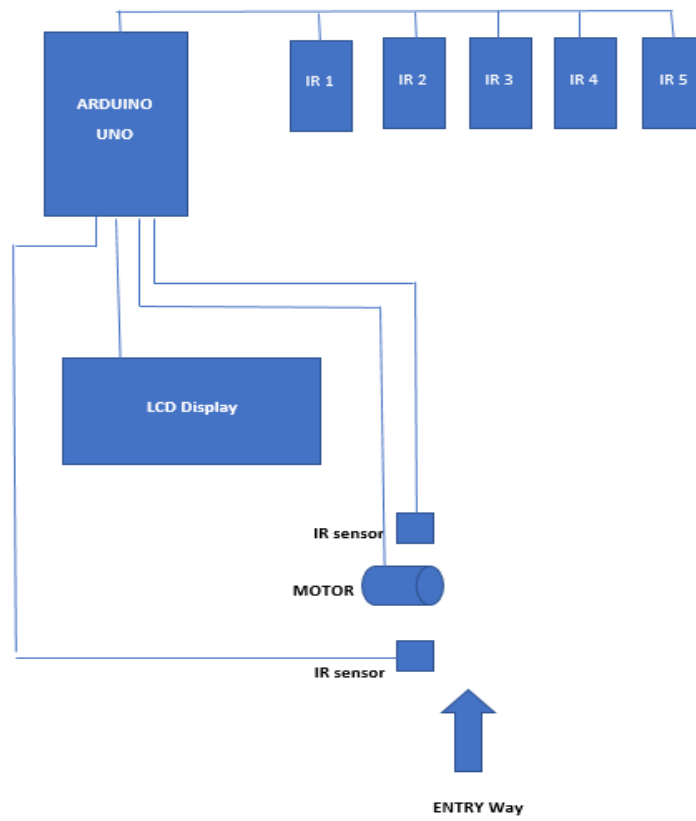 ARDUINO
UNO
IR 1
IR 2
IR 3
IR 4
IR 5
LCD Display
IR sensor
MOTOR
IR sensor
ENTRY Way